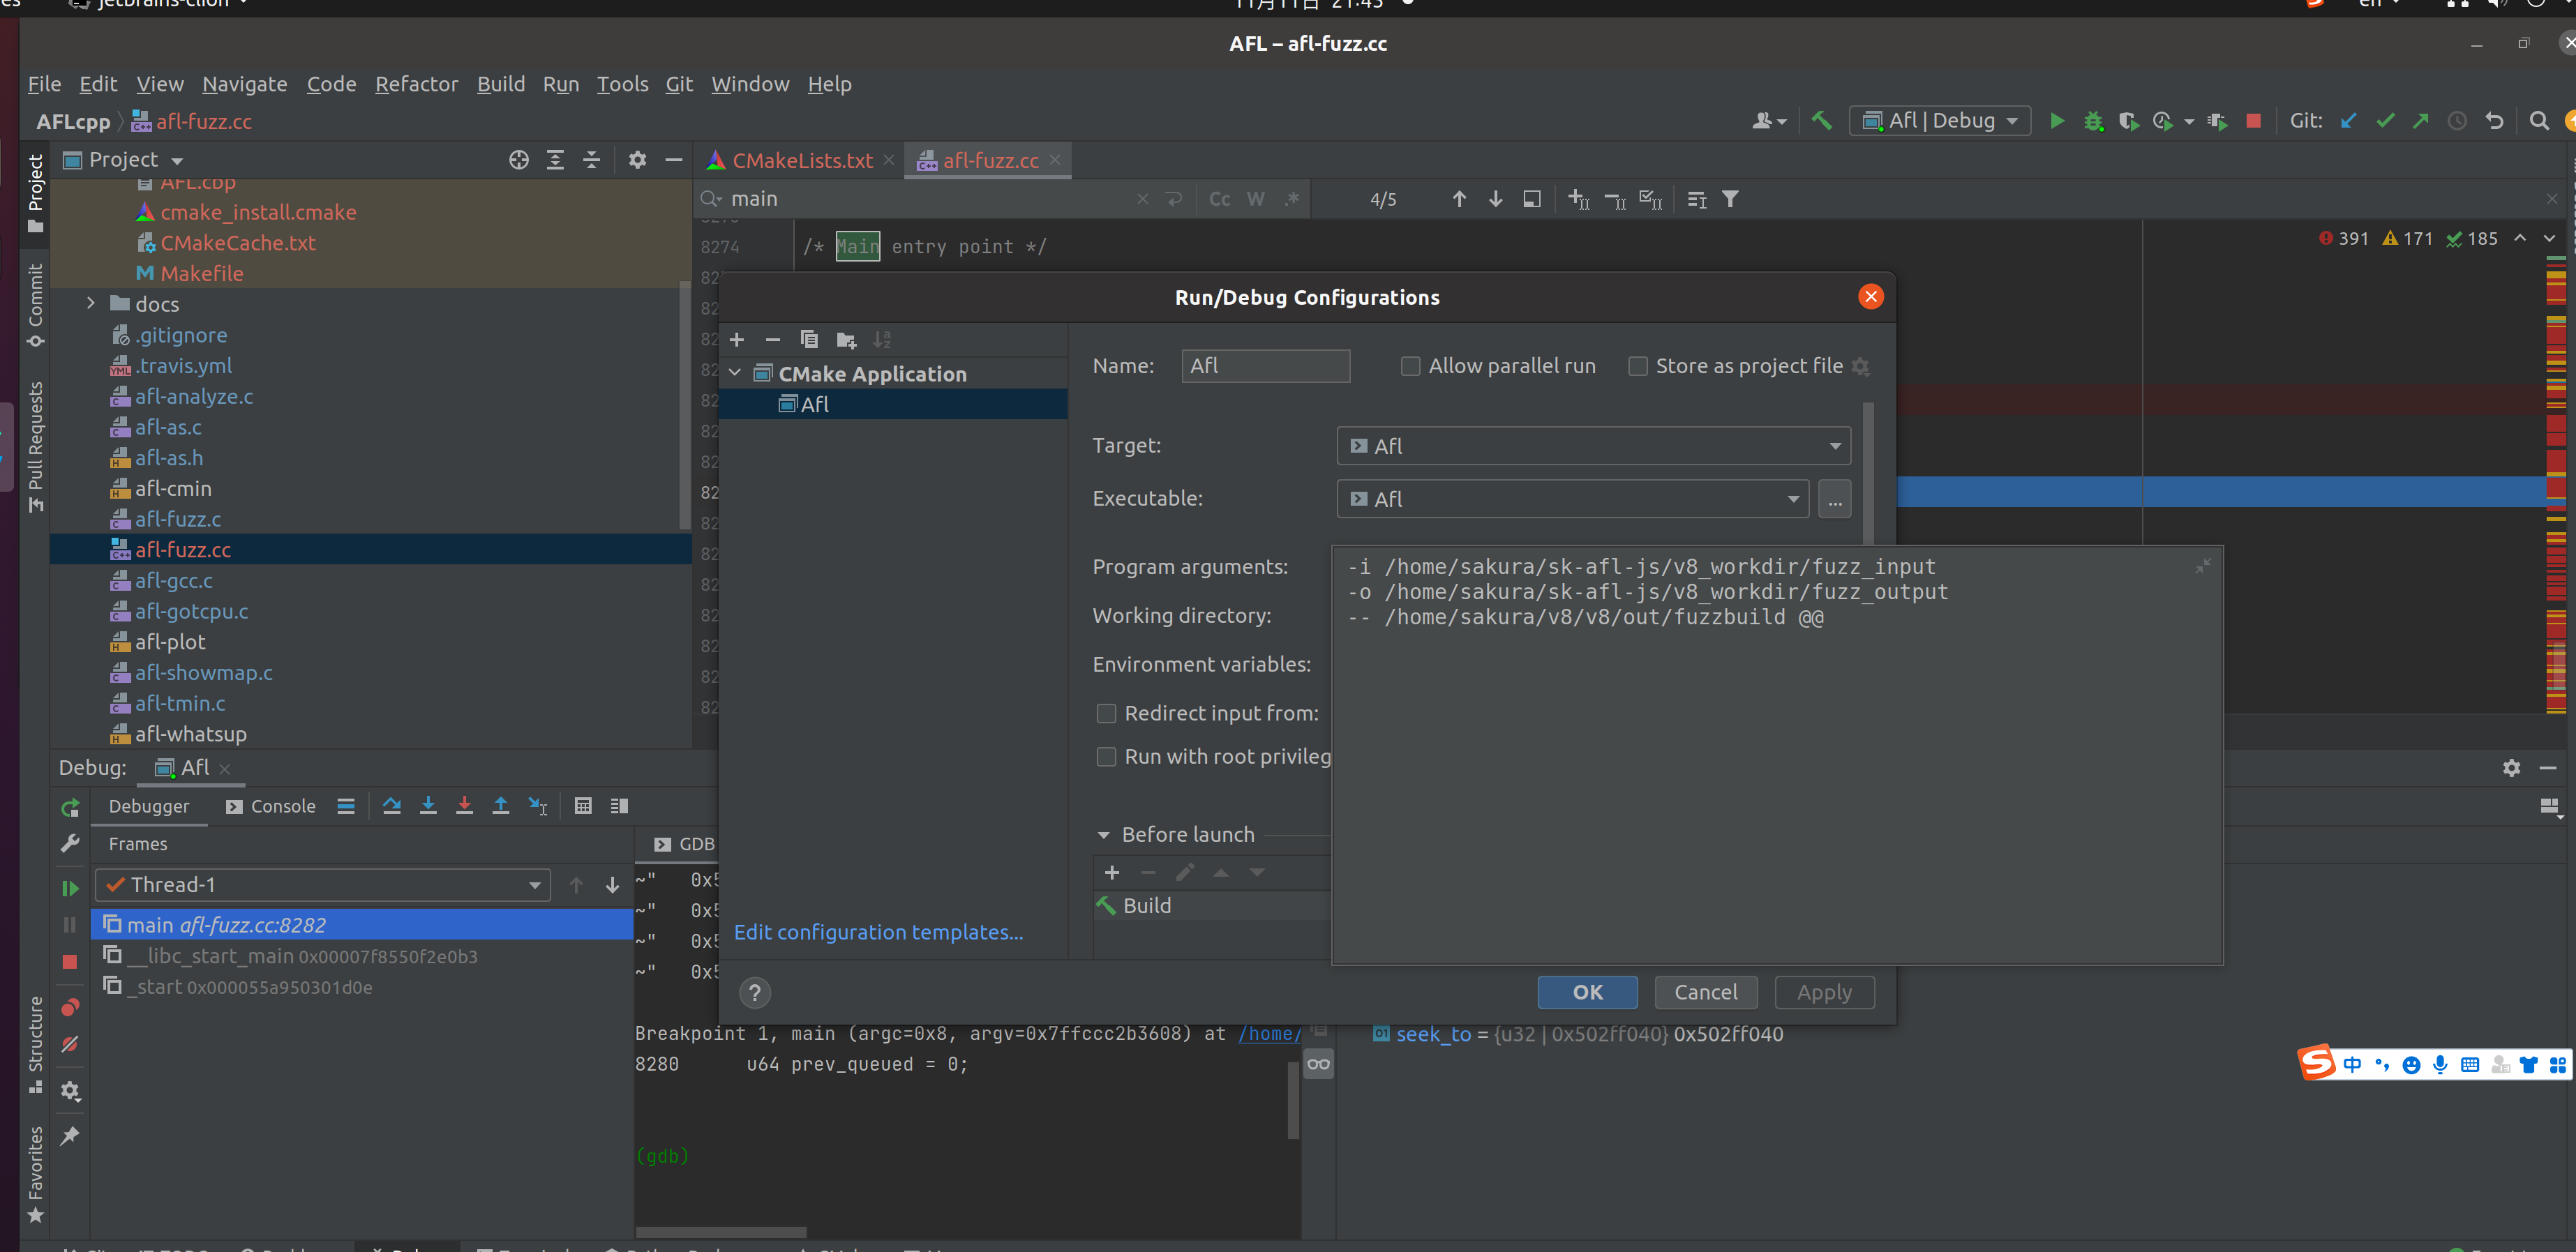 jetbrains-clion
11月11日 21:43
en
AFL – afl-fuzz.cc
File Edit View Navigate Code Refactor Build Run Tools Git Window Help
AFLcpp afl-fuzz.cc
Afl | Debug
Git:
Project
CMakeLists.txt
afl-fuzz.cc
main
Cc W .*
4/5
8274 /* Main entry point */
391 171 185
AFL.cbp
cmake_install.cmake
CMakeCache.txt
Makefile
docs
.gitignore
.travis.yml
afl-analyze.c
afl-as.c
afl-as.h
afl-cmin
afl-fuzz.c
afl-fuzz.cc
afl-gcc.c
afl-gotcpu.c
afl-plot
afl-showmap.c
afl-tmin.c
afl-whatsup
Project
Commit
Pull Requests
Structure
Favorites
Run/Debug Configurations
CMake Application
Afl
Edit configuration templates...
Name: Afl
Allow parallel run
Store as project file
Target: Afl
Executable: Afl
...
Program arguments:
-i /home/sakura/sk-afl-js/v8_workdir/fuzz_input
-o /home/sakura/sk-afl-js/v8_workdir/fuzz_output
-- /home/sakura/v8/v8/out/fuzzbuild @@
Working directory:
Environment variables:
Redirect input from:
Run with root privileg
Before launch
Build
?
OK
Cancel
Apply
Debug: Afl
Debugger
Console
Frames
GDB
Thread-1
main afl-fuzz.cc:8282
__libc_start_main 0x00007f8550f2e0b3
_start 0x000055a950301d0e
~" 0x5
~" 0x5
~" 0x5
~" 0x5
Breakpoint 1, main (argc=0x8, argv=0x7ffccc2b3608) at /home/
8280 u64 prev_queued = 0;
(gdb)
seek_to = {u32 | 0x502ff040} 0x502ff040
中